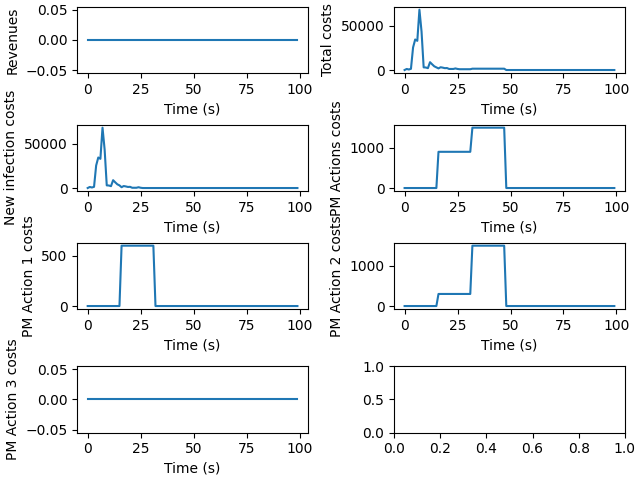 Revenues
0.05
0.00
−0.05
0 25 50 75 100
Time (s)
Total costs
50000
0
0 25 50 75 100
Time (s)
New infection costs
50000
0
0 25 50 75 100
Time (s)
PM Actions costs
1000
0
0 25 50 75 100
Time (s)
PM Action 1 costs
500
0
0 25 50 75 100
Time (s)
PM Action 2 costs
1000
0
0 25 50 75 100
Time (s)
PM Action 3 costs
0.05
0.00
−0.05
0 25 50 75 100
Time (s)
1.0
0.5
0.0
0.0 0.2 0.4 0.6 0.8 1.0